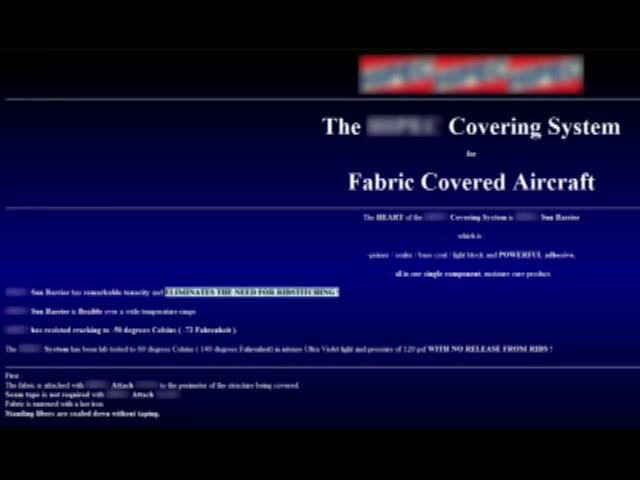 The Covering System
for
Fabric Covered Aircraft
The HEART of the Covering System is Sun Barrier
which is -
-primer / sealer / base coat / light block and POWERFUL adhesive,
all in one single component, moisture cure product.
Sun Barrier has remarkable tenacity and ELIMINATES THE NEED FOR RIBSTITCHING !
Sun Barrier is flexible over a wide temperature range.
has resisted cracking to -50 degrees Celsius ( -72 Fahrenheit ).
The System has been lab tested to 60 degrees Celsius ( 140 degrees Fahrenheit) in intense Ultra Violet light and pressure of 120 psf WITH NO RELEASE FROM RIBS !
First -
The fabric is attached with Attach to the perimeter of the structure being covered.
Seam tape is not required with Attach
Fabric is tautened with a hot iron.
Standing fibers are sealed down without taping.